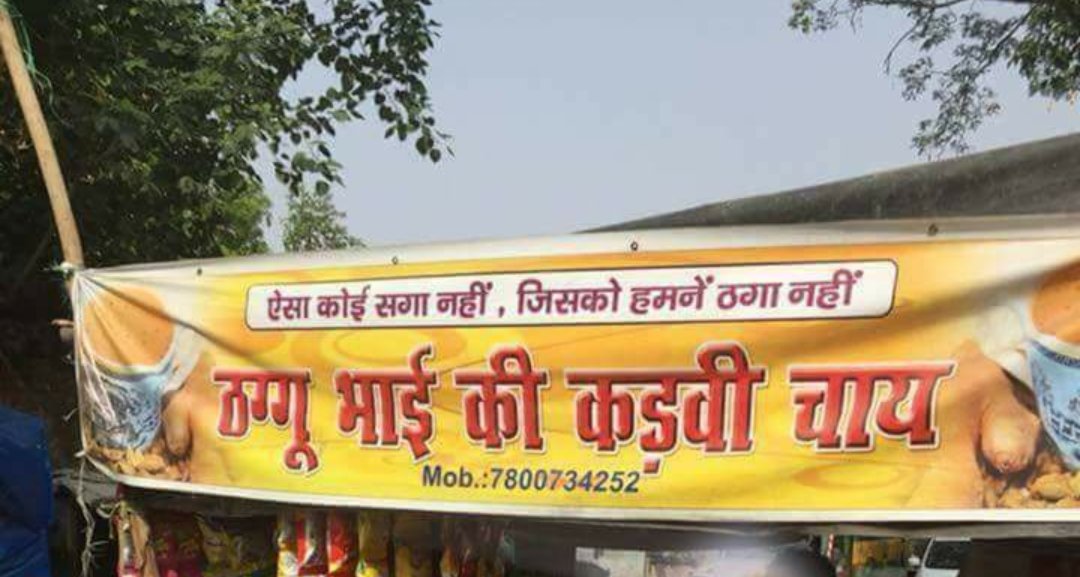 ऐसा कोई सगा नहीं , जिसको हमनें ठगा नहीं
ठग्गू भाई की कड़वी चाय
Mob.:7800734252